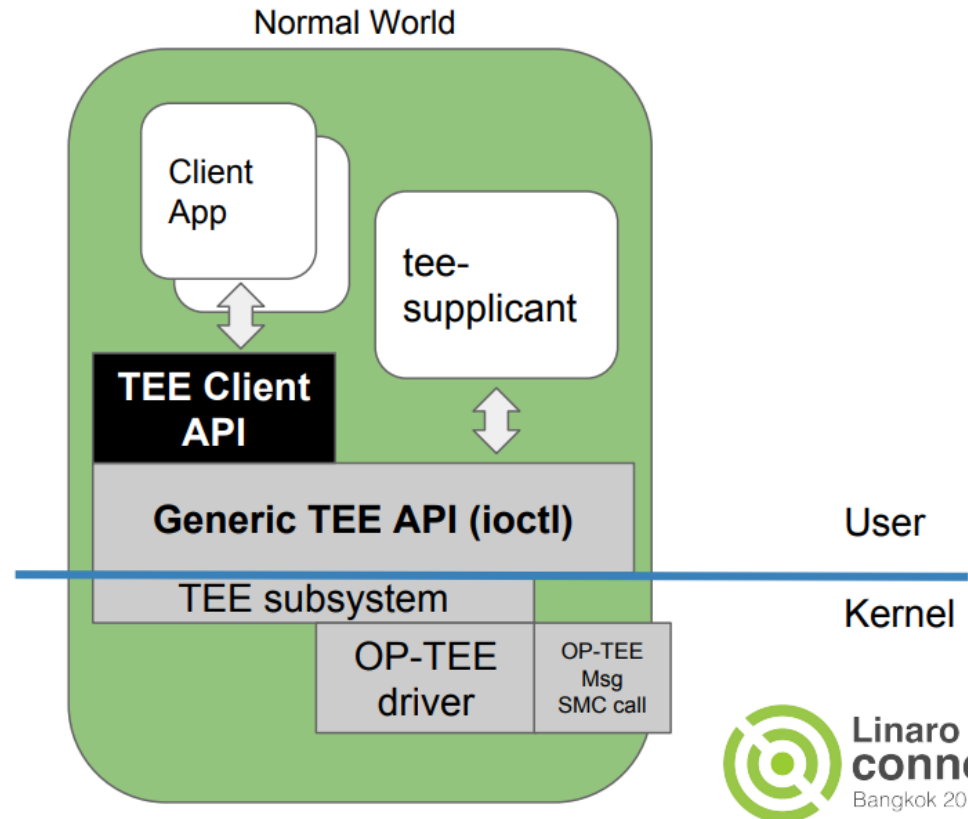 Normal World
Client
App
tee-
supplicant
TEE Client
API
Generic TEE API (ioctl)
User
TEE subsystem
Kernel
OP-TEE
driver
OP-TEE
Msg
SMC call
Linaro
Bangkok